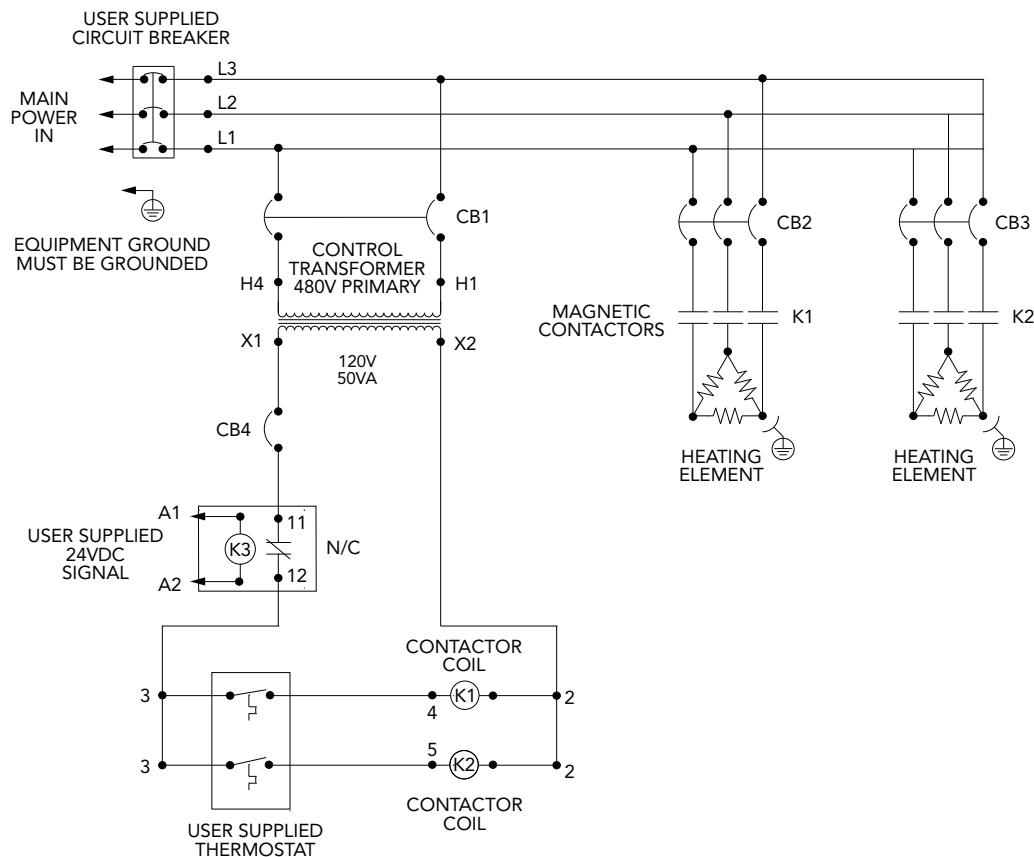 USER SUPPLIED
CIRCUIT BREAKER
L3
MAIN
POWER
IN
L2
L1
EQUIPMENT GROUND
MUST BE GROUNDED
CB1
CB2
CB3
CONTROL
TRANSFORMER
480V PRIMARY
H4
H1
MAGNETIC
CONTACTORS
K1
K2
X1
X2
120V
50VA
CB4
HEATING
ELEMENT
HEATING
ELEMENT
A1
11
USER SUPPLIED
24VDC
SIGNAL
K3
N/C
A2
12
CONTACTOR
COIL
3
4
K1
2
3
5
K2
2
CONTACTOR
COIL
USER SUPPLIED
THERMOSTAT